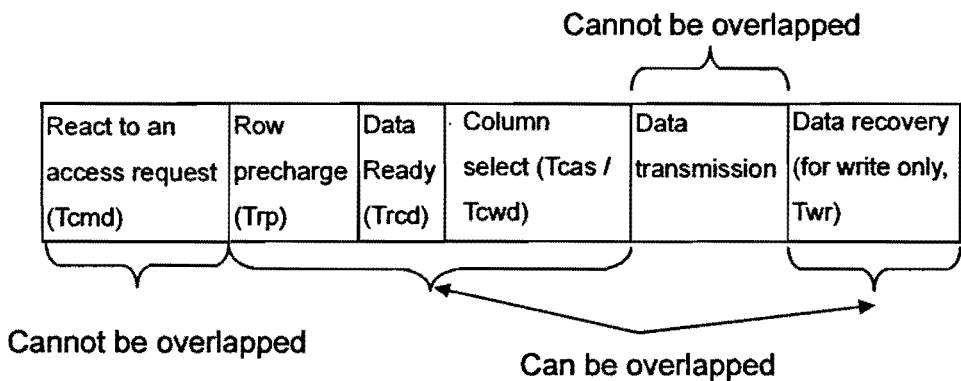 Cannot be overlapped
React to an
access request
(Tcmd)
Row
precharge
(Trp)
Data
Ready
(Trcd)
Column
select (Tcas /
Tcwd)
Data
transmission
Data recovery
(for write only,
Twr)
Cannot be overlapped
Can be overlapped